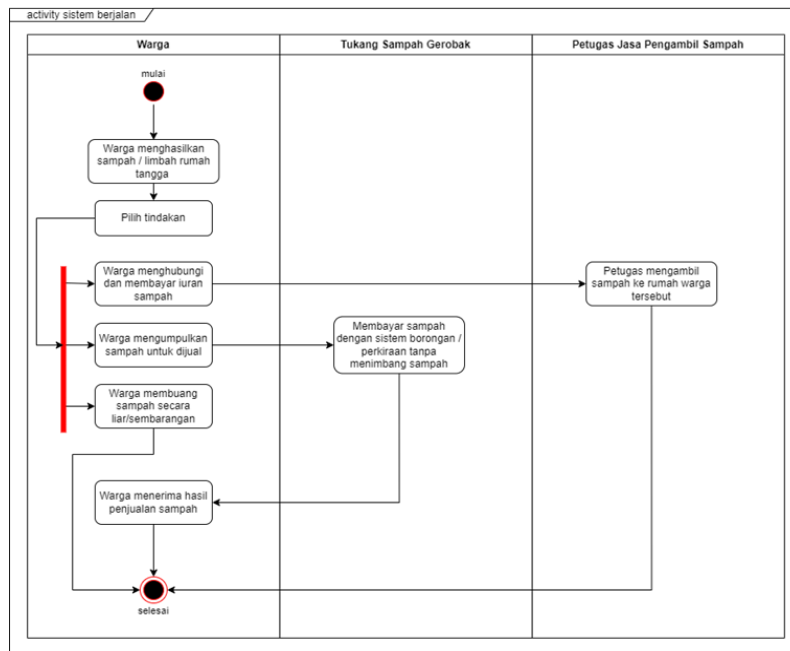 activity sistem berjalan
Warga
Tukang Sampah Gerobak
Petugas Jasa Pengambil Sampah
mulai
Warga menghasilkan
sampah / limbah rumah
tangga
Pilih tindakan
Warga menghubungi
dan membayar iuran
sampah
Petugas mengambil
sampah ke rumah warga
tersebut
Warga mengumpulkan
sampah untuk dijual
Membayar sampah
dengan sistem borongan /
perkiraan tanpa
menimbang sampah
Warga membuang
sampah secara
liar/sembarangan
Warga menerima hasil
penjualan sampah
selesai